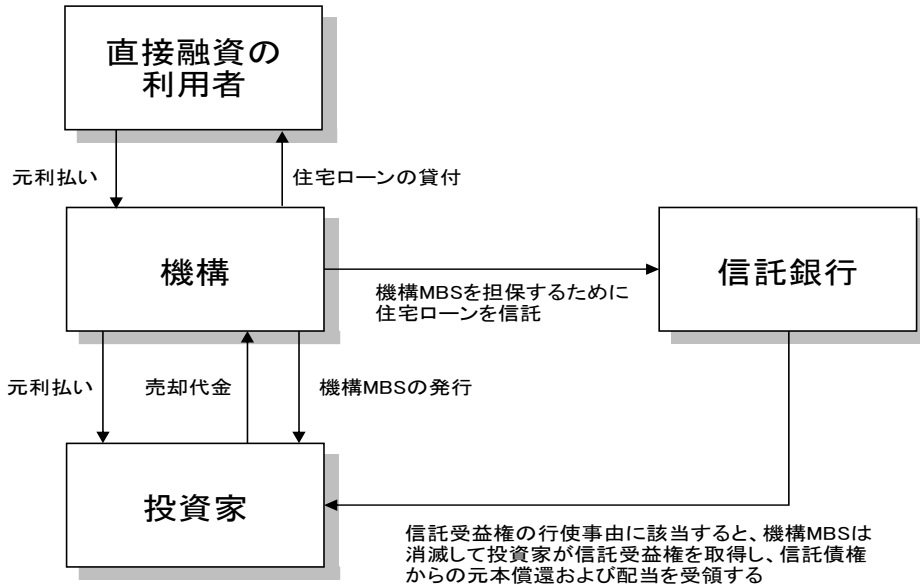 直接融資の
利用者
元利払い
住宅ローンの貸付
機構
信託銀行
機構MBSを担保するために
住宅ローンを信託
元利払い
売却代金
機構MBSの発行
投資家
信託受益権の行使事由に該当すると、機構MBSは
消滅して投資家が信託受益権を取得し、信託債権
からの元本償還および配当を受領する